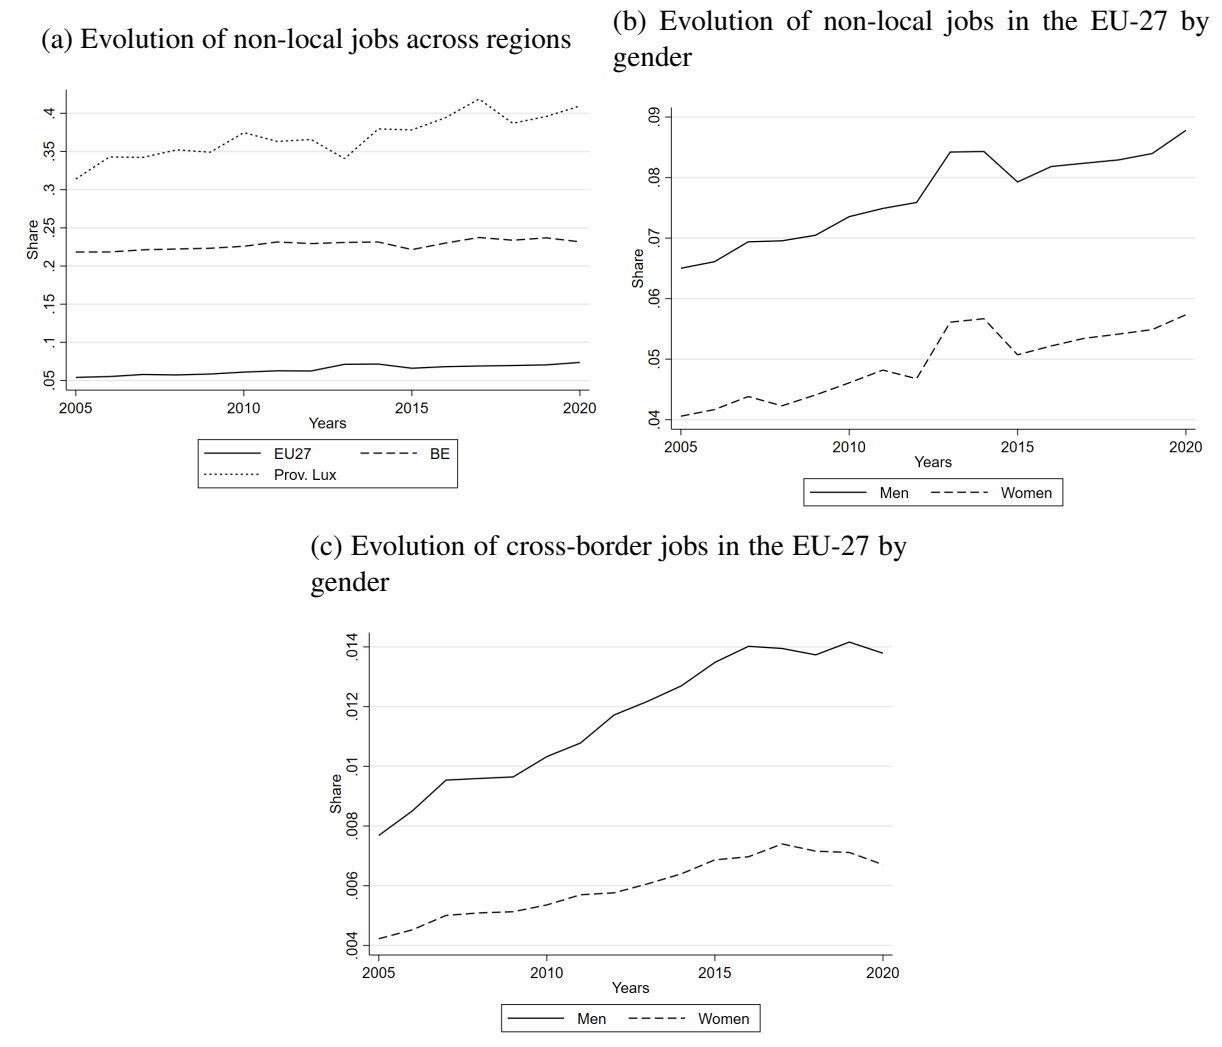 (a) Evolution of non-local jobs across regions
Share
.4
.35
.3
.25
.2
.15
.1
.05
2005 2010 2015 2020
Years
EU27 BE
Prov. Lux
(b) Evolution of non-local jobs in the EU-27 by
gender
Share
.09
.08
.07
.06
.05
.04
2005 2010 2015 2020
Years
Men Women
(c) Evolution of cross-border jobs in the EU-27 by
gender
Share
.014
.012
.01
.008
.006
.004
2005 2010 2015 2020
Years
Men Women